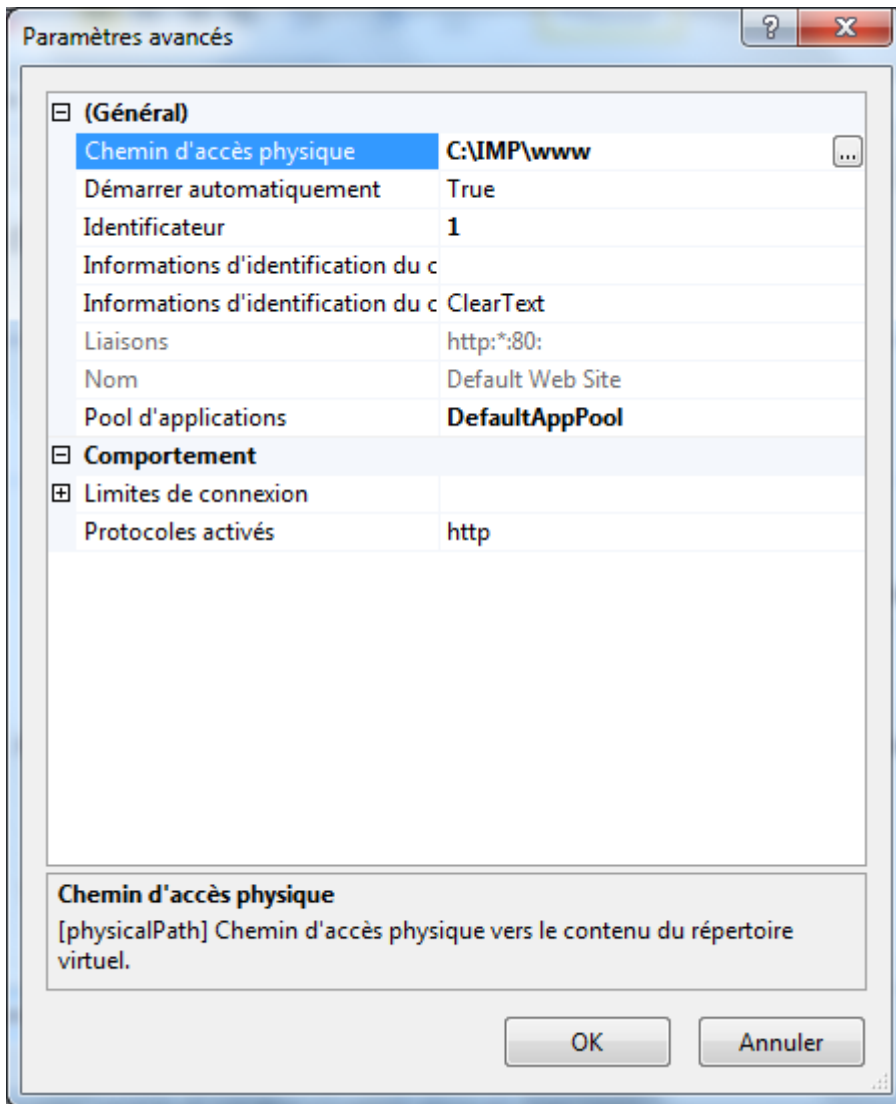 Paramètres avancés
(Général)
Chemin d'accès physique C:\IMP\www ...
Démarrer automatiquement True
Identificateur 1
Informations d'identification du c
Informations d'identification du c ClearText
Liaisons http:*:80:
Nom Default Web Site
Pool d'applications DefaultAppPool
Comportement
Limites de connexion
Protocoles activés http
Chemin d'accès physique
[physicalPath] Chemin d'accès physique vers le contenu du répertoire
virtuel.
OK Annuler